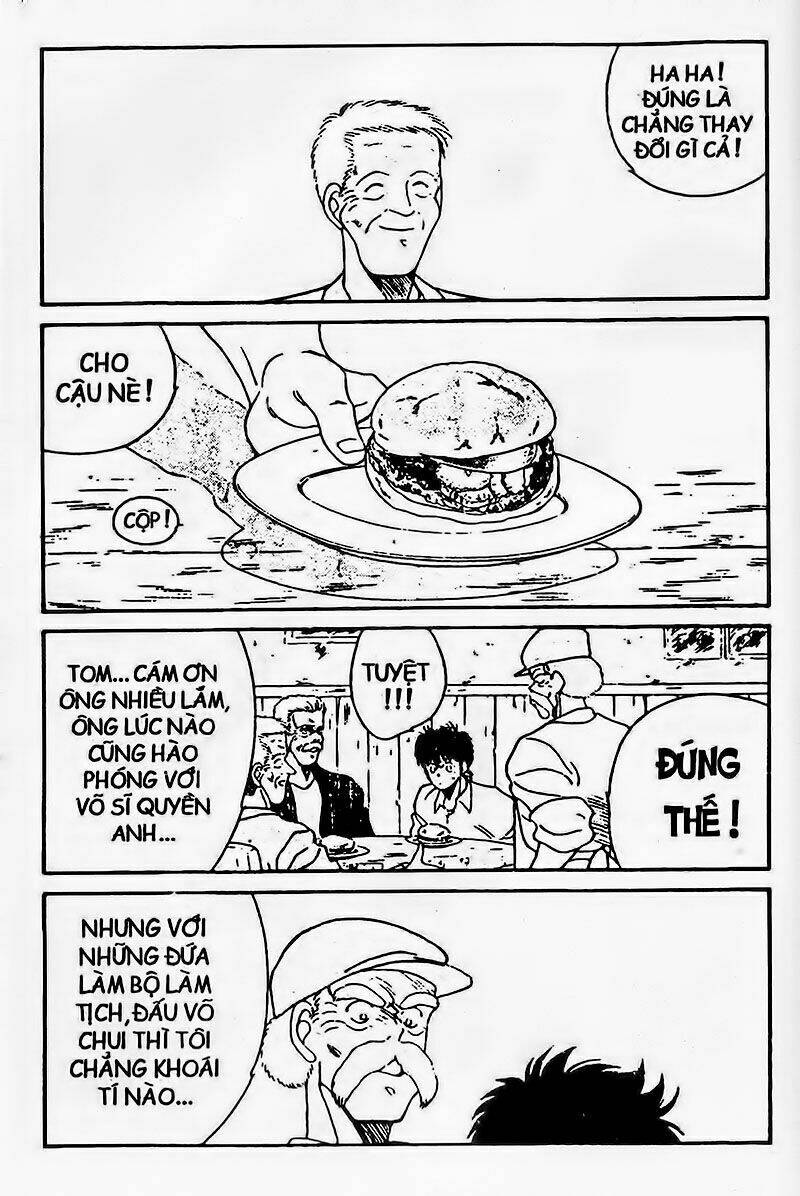 HA HA!
ĐÚNG LÀ
CHẲNG THAY
ĐỔI GÌ CẢ!
CHO
CẬU NÈ!
CỘP!
TOM... CÁM ƠN
ÔNG NHIỀU LẮM,
ÔNG LÚC NÀO
CŨNG HÀO
PHÓNG VỚI
VÕ SĨ QUYỀN
ANH...
TUYỆT
!!!
ĐÚNG
THẾ!
NHƯNG VỚI
NHỮNG ĐỨA
LÀM BỘ LÀM
TỊCH, ĐẤU VÕ
CHUI THÌ TÔI
CHẲNG KHOÁI
TÍ NÀO...